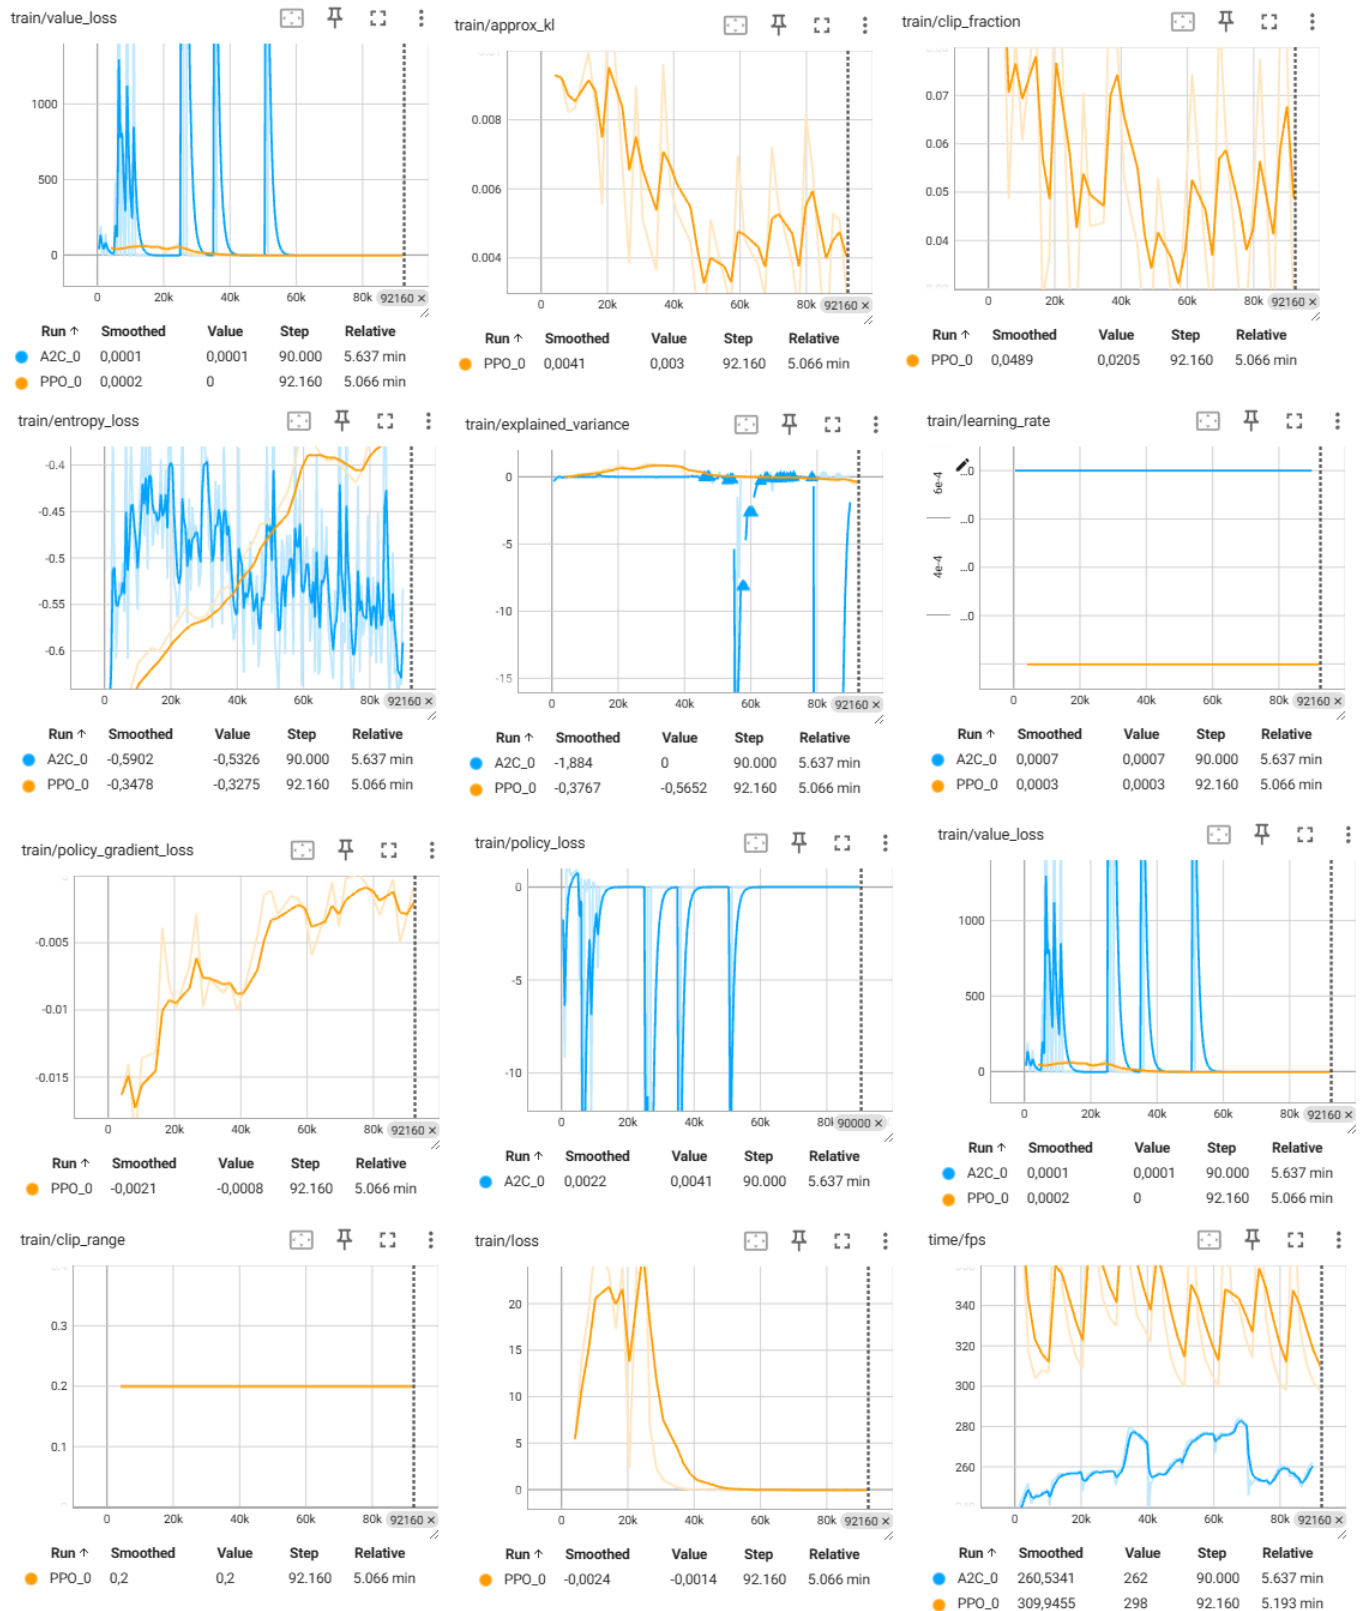 train/value_loss
1000
500
0
0 20k 40k 60k 92160 ×
Run ↑ Smoothed Value Step Relative
A2C_0 0,0001 0,0001 90.000 5.637 min
PPO_0 0,0002 0 92.160 5.066 min
train/approx_kl
0.008
0.006
0.004
0 20k 40k 60k 80k 92160 ×
Run ↑ Smoothed Value Step Relative
PPO_0 0,0041 0,003 92.160 5.066 min
train/clip_fraction
0.07
0.06
0.05
0.04
0 20k 40k 60k 80k 92160 ×
Run ↑ Smoothed Value Step Relative
PPO_0 0,0489 0,0205 92.160 5.066 min
train/entropy_loss
-0.4
-0.45
-0.5
-0.55
-0.6
0 20k 40k 60k 80k 92160 ×
Run ↑ Smoothed Value Step Relative
A2C_0 -0,5902 -0,5326 90.000 5.637 min
PPO_0 -0,3478 -0,3275 92.160 5.066 min
train/explained_variance
0
-5
-10
-15
0 20k 40k 60k 80k 92160 ×
Run ↑ Smoothed Value Step Relative
A2C_0 -1,884 0 90.000 5.637 min
PPO_0 -0,3767 -0,5652 92.160 5.066 min
train/learning_rate
6e-4
4e-4
...0
...0
...0
...0
0 20k 40k 60k 80k 92160 ×
Run ↑ Smoothed Value Step Relative
A2C_0 0,0007 0,0007 90.000 5.637 min
PPO_0 0,0003 0,0003 92.160 5.066 min
train/policy_gradient_loss
-0.005
-0.01
-0.015
0 20k 40k 60k 80k 92160 ×
Run ↑ Smoothed Value Step Relative
PPO_0 -0,0021 -0,0008 92.160 5.066 min
train/policy_loss
0
-5
-10
0 20k 40k 60k 80k 90000 ×
Run ↑ Smoothed Value Step Relative
A2C_0 0,0022 0,0041 90.000 5.637 min
train/value_loss
1000
500
0
0 20k 40k 60k 80k 92160 ×
Run ↑ Smoothed Value Step Relative
A2C_0 0,0001 0,0001 90.000 5.637 min
PPO_0 0,0002 0 92.160 5.066 min
train/clip_range
0.3
0.2
0.1
0 20k 40k 60k 80k 92160 ×
Run ↑ Smoothed Value Step Relative
PPO_0 0,2 0,2 92.160 5.066 min
train/loss
20
15
10
5
0
0 20k 40k 60k 80k 92160 ×
Run ↑ Smoothed Value Step Relative
PPO_0 -0,0024 -0,0014 92.160 5.066 min
time/fps
340
320
300
280
260
0 20k 40k 60k 80k 92160 ×
Run ↑ Smoothed Value Step Relative
A2C_0 260,5341 262 90.000 5.637 min
PPO_0 309,9455 298 92.160 5.193 min